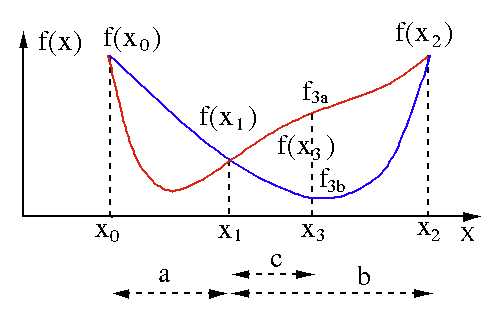 f(x)
f(x₀)
f(x₂)
f₃ₐ
f(x₁)
f(x₃)
f₃b
x₀
x₁
x₃
x₂
x
c
a
b